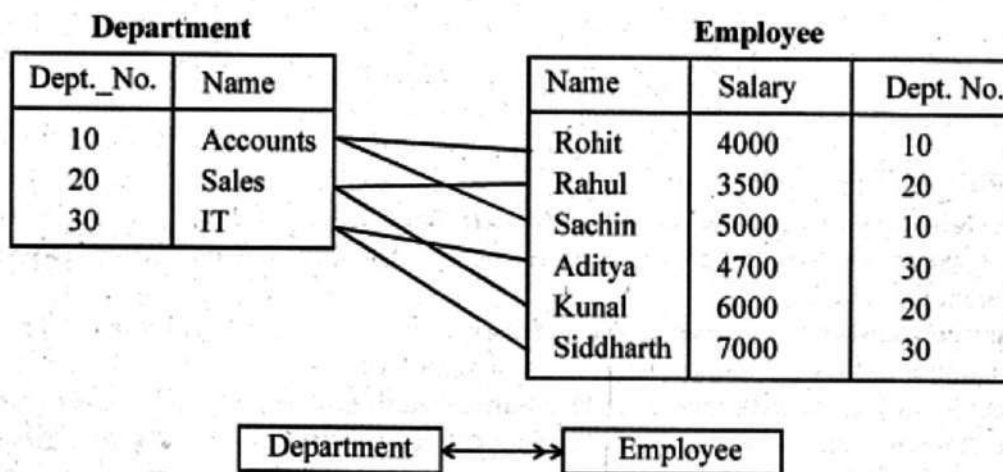 Department
Dept._No. Name
10 Accounts
20 Sales
30 IT
Employee
Name Salary Dept. No.
Rohit 4000 10
Rahul 3500 20
Sachin 5000 10
Aditya 4700 30
Kunal 6000 20
Siddharth 7000 30
Department Employee